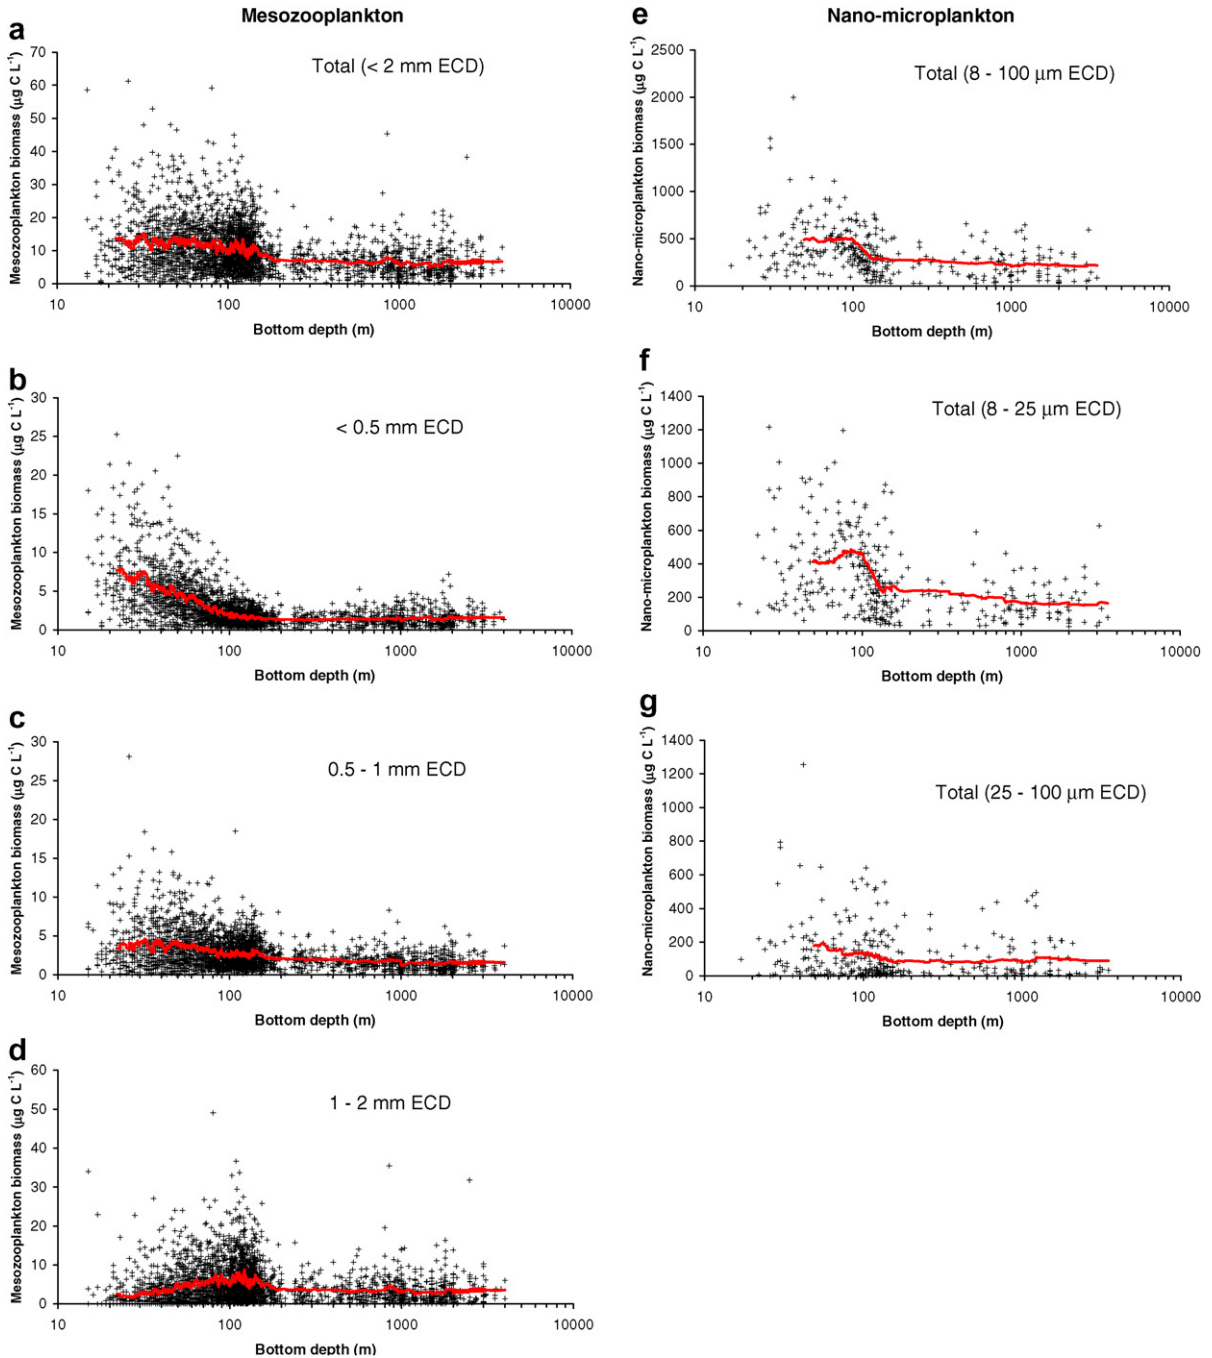 Mesozooplankton
a
Total (< 2 mm ECD)
Mesozooplankton biomass (µg C L⁻¹)
70
60
50
40
30
20
10
0
10
100
1000
10000
Bottom depth (m)
b
< 0.5 mm ECD
Mesozooplankton biomass (µg C L⁻¹)
30
25
20
15
10
5
0
10
100
1000
10000
Bottom depth (m)
c
0.5 - 1 mm ECD
Mesozooplankton biomass (µg C L⁻¹)
30
25
20
15
10
5
0
10
100
1000
10000
Bottom depth (m)
d
1 - 2 mm ECD
Mesozooplankton biomass (µg C L⁻¹)
60
50
40
30
20
10
0
10
100
1000
10000
Bottom depth (m)
Nano-microplankton
e
Total (8 - 100 µm ECD)
Nano-microplankton biomass (µg C L⁻¹)
2500
2000
1500
1000
500
0
10
100
1000
10000
Bottom depth (m)
f
Total (8 - 25 µm ECD)
Nano-microplankton biomass (µg C L⁻¹)
1400
1200
1000
800
600
400
200
0
10
100
1000
10000
Bottom depth (m)
g
Total (25 - 100 µm ECD)
Nano-microplankton biomass (µg C L⁻¹)
1400
1200
1000
800
600
400
200
0
10
100
1000
10000
Bottom depth (m)